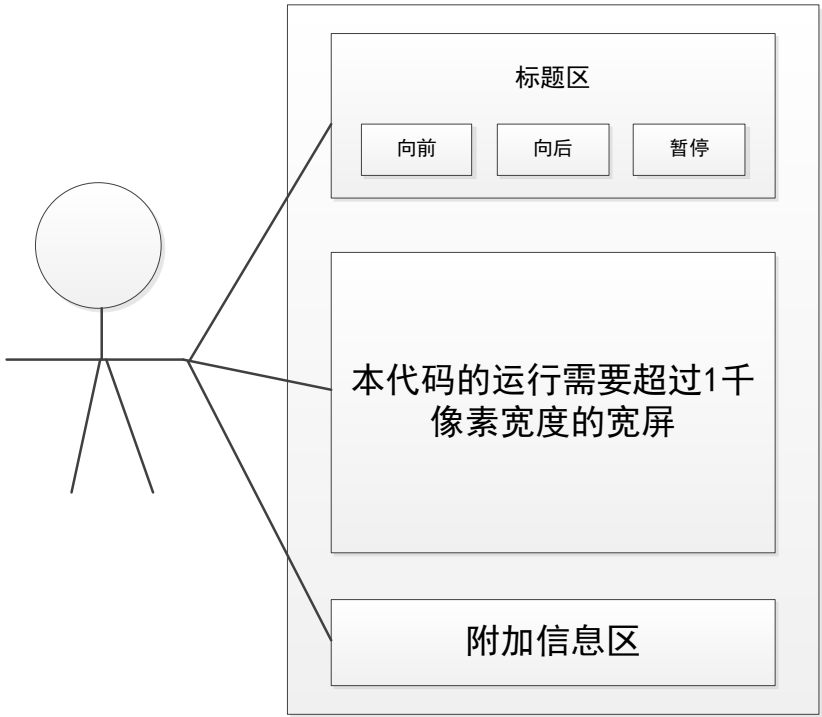 标题区
向前 向后 暂停
本代码的运行需要超过1千
像素宽度的宽屏
附加信息区